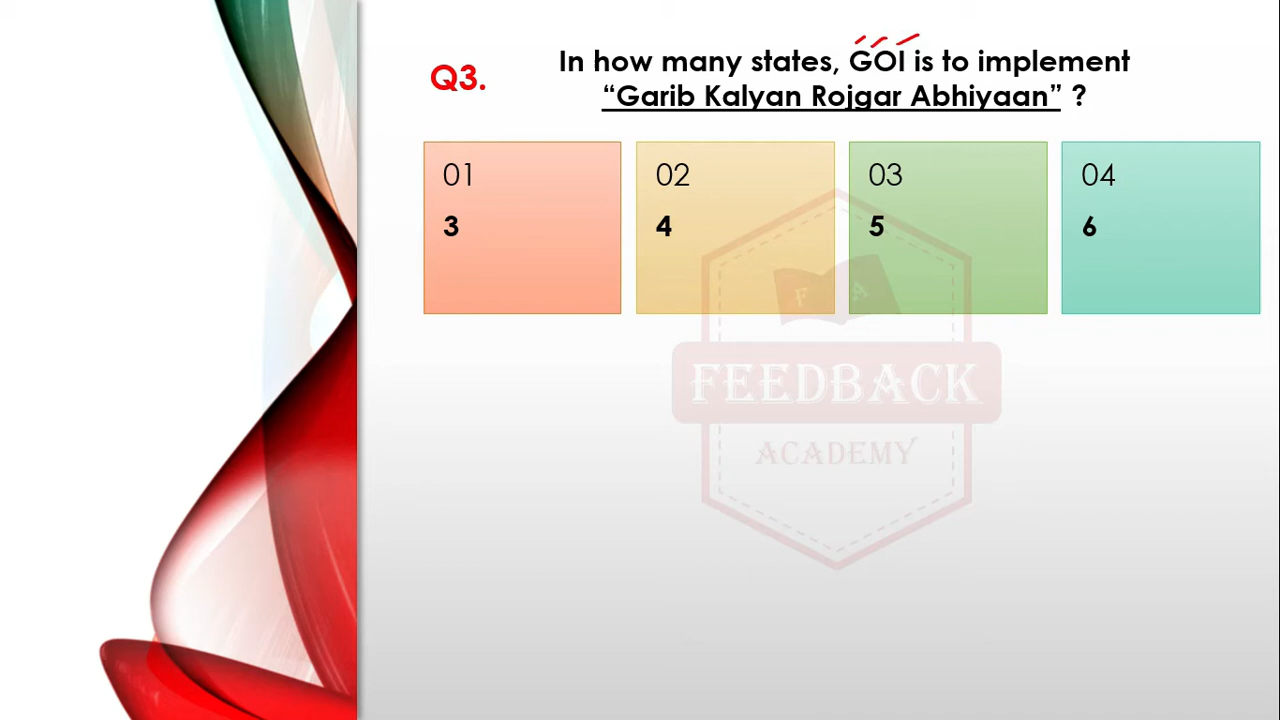 Q3.
In how many states, GOI is to implement
“Garib Kalyan Rojgar Abhiyaan” ?
01
3
02
4
03
5
04
6
F A
FEEDBACK
ACADEMY